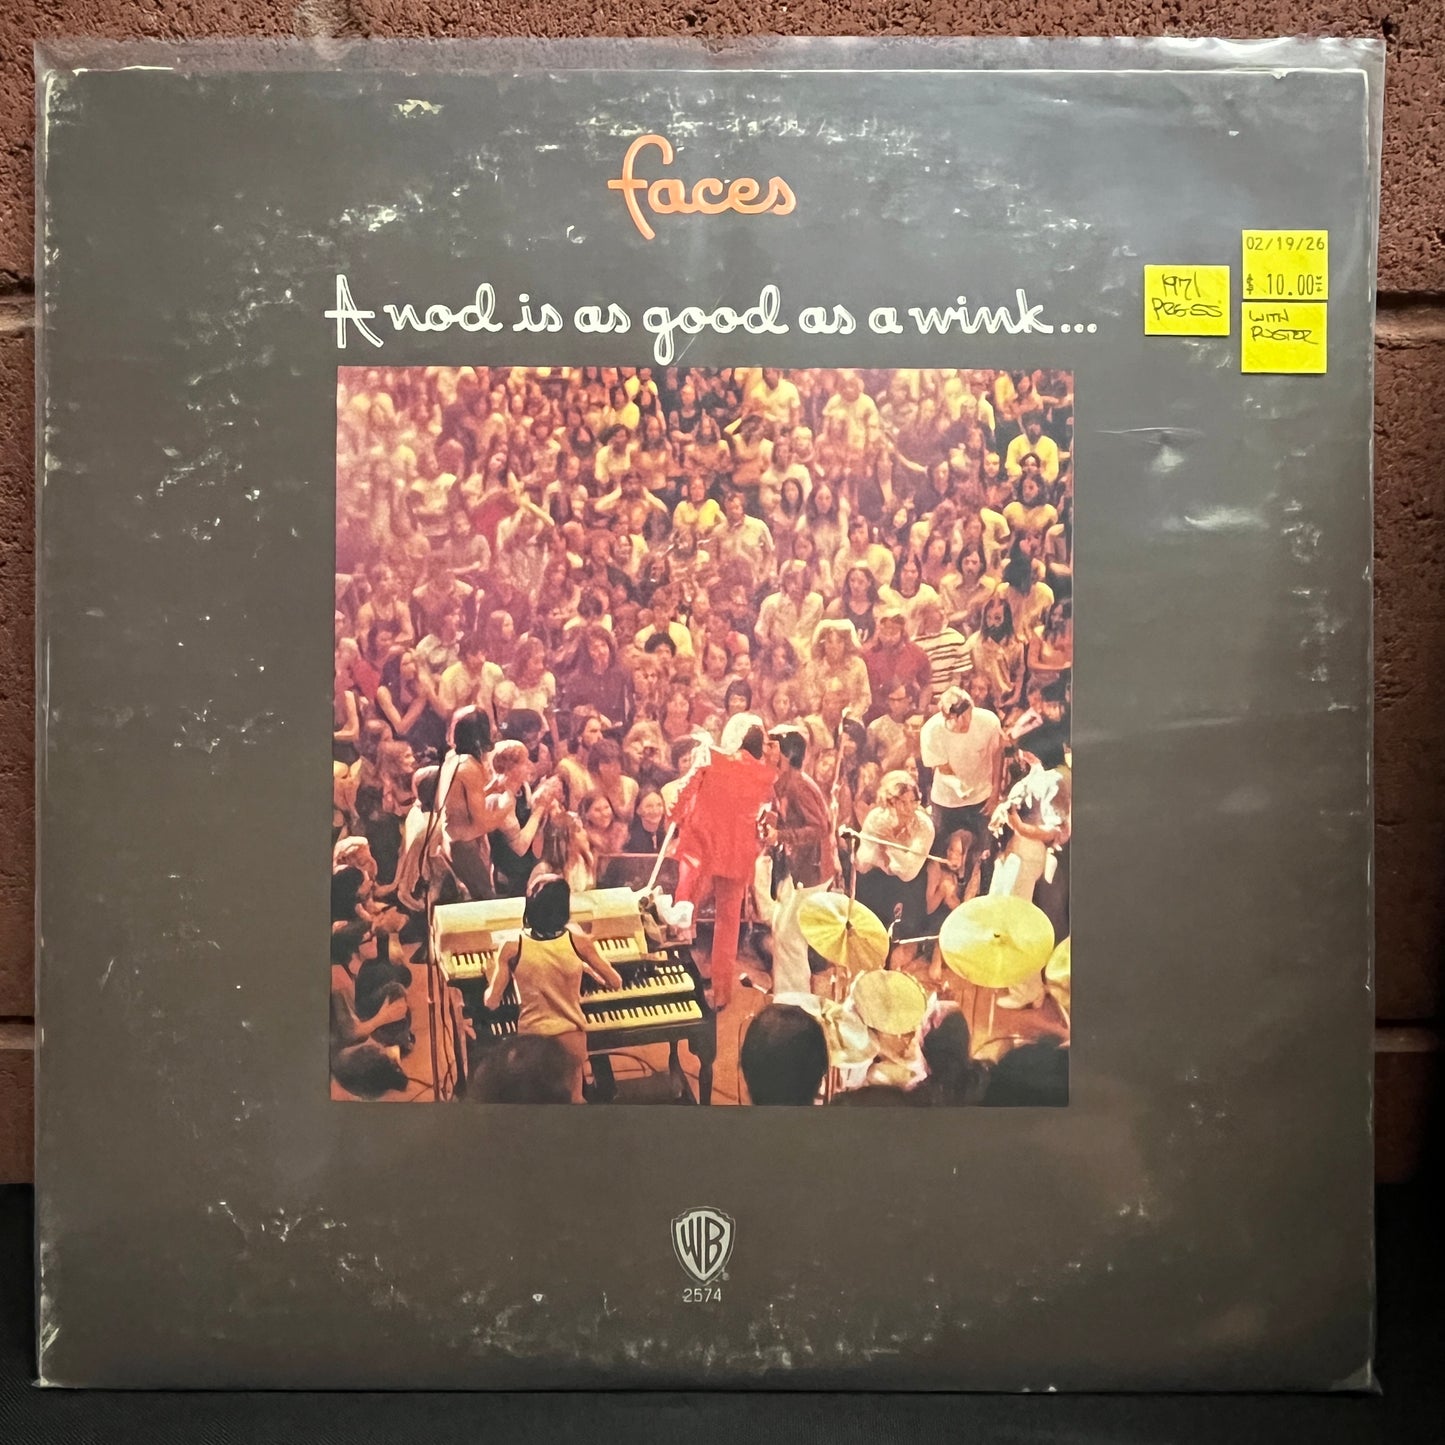 faces
A nod is as good as a wink...
02/19/26
$ 10.00
1971
PRESS
WITH
POSTER
WB
2574